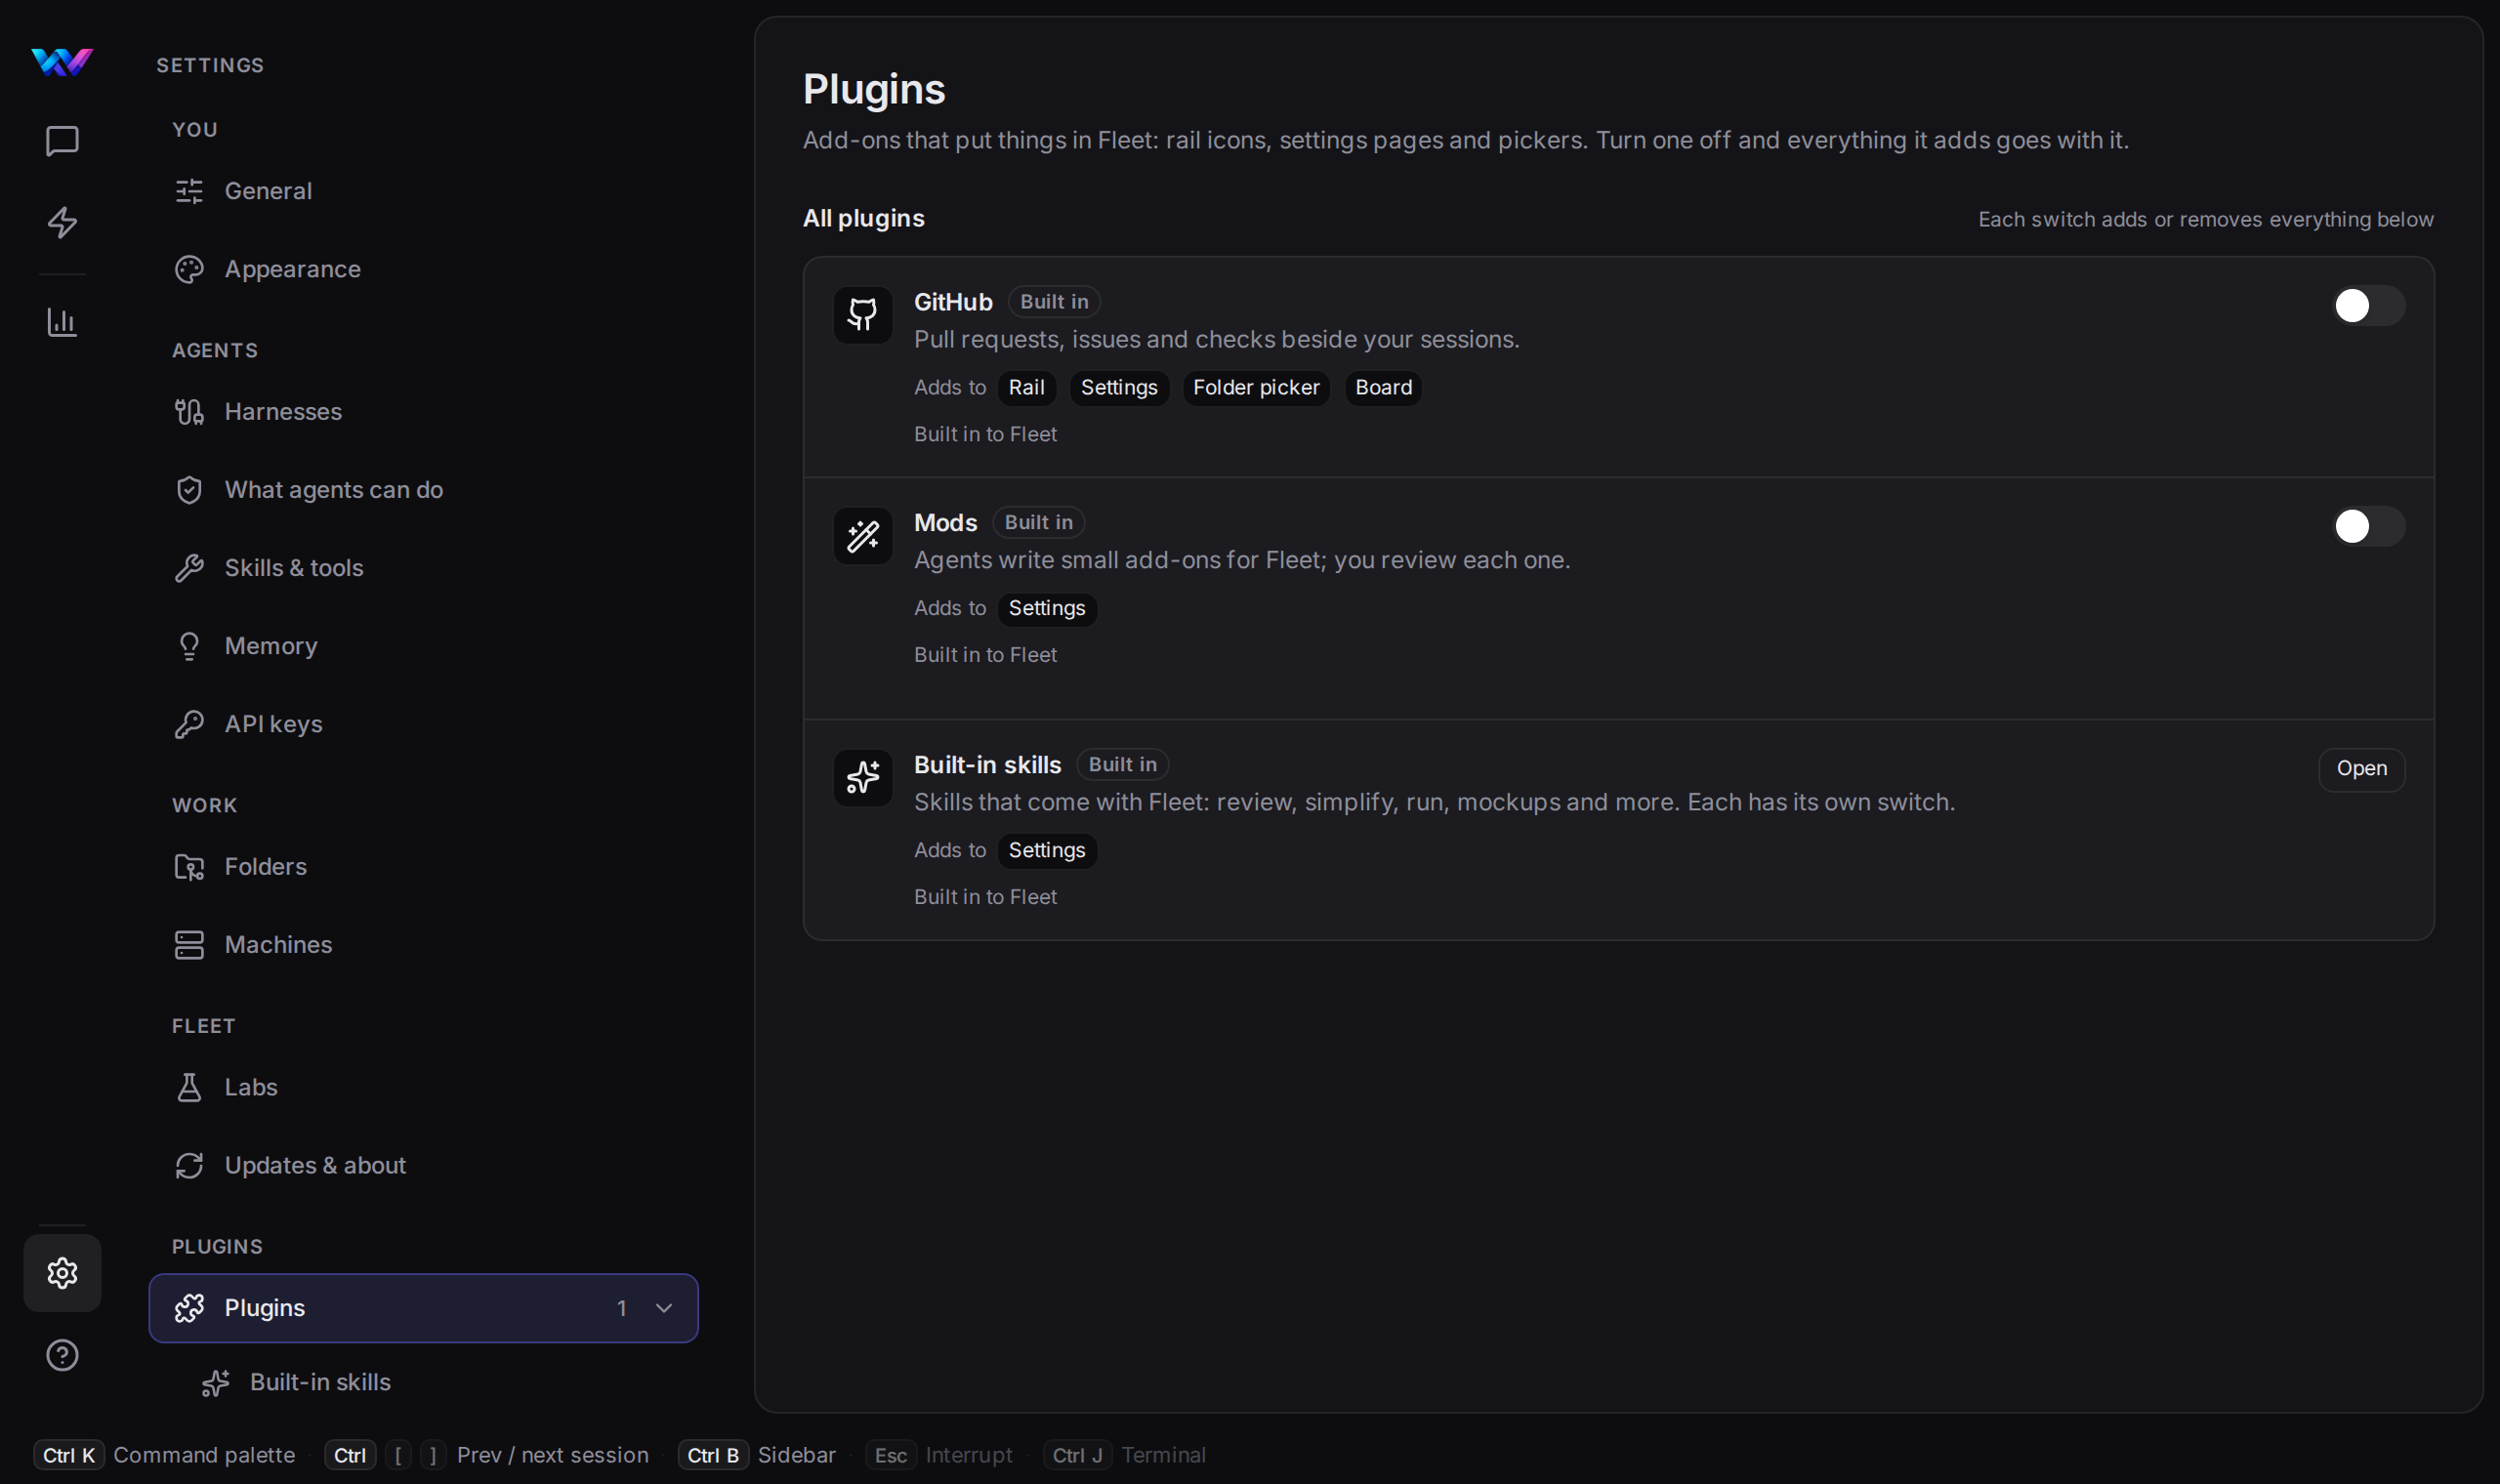 SETTINGS
YOU
General
Appearance
AGENTS
Harnesses
What agents can do
Skills & tools
Memory
API keys
WORK
Folders
Machines
FLEET
Labs
Updates & about
PLUGINS
Plugins 1
Built-in skills
Plugins
Add-ons that put things in Fleet: rail icons, settings pages and pickers. Turn one off and everything it adds goes with it.
All plugins Each switch adds or removes everything below
GitHub Built in
Pull requests, issues and checks beside your sessions.
Adds to Rail Settings Folder picker Board
Built in to Fleet
Mods Built in
Agents write small add-ons for Fleet; you review each one.
Adds to Settings
Built in to Fleet
Built-in skills Built in Open
Skills that come with Fleet: review, simplify, run, mockups and more. Each has its own switch.
Adds to Settings
Built in to Fleet
Ctrl K Command palette · Ctrl [ ] Prev / next session · Ctrl B Sidebar · Esc Interrupt · Ctrl J Terminal